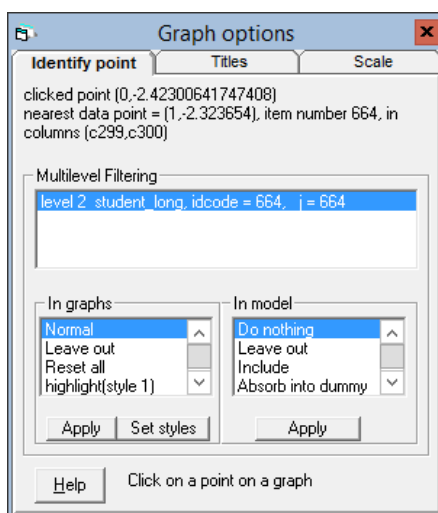 Graph options
Identify point Titles Scale
clicked point (0,-2.42300641747408)
nearest data point = (1,-2.323654), item number 664, in
columns (c299,c300)
Multilevel Filtering
level 2 student_long, idcode = 664, j = 664
In graphs
Normal
Leave out
Reset all
highlight(style 1)
Apply Set styles
In model
Do nothing
Leave out
Include
Absorb into dummy
Apply
Help Click on a point on a graph